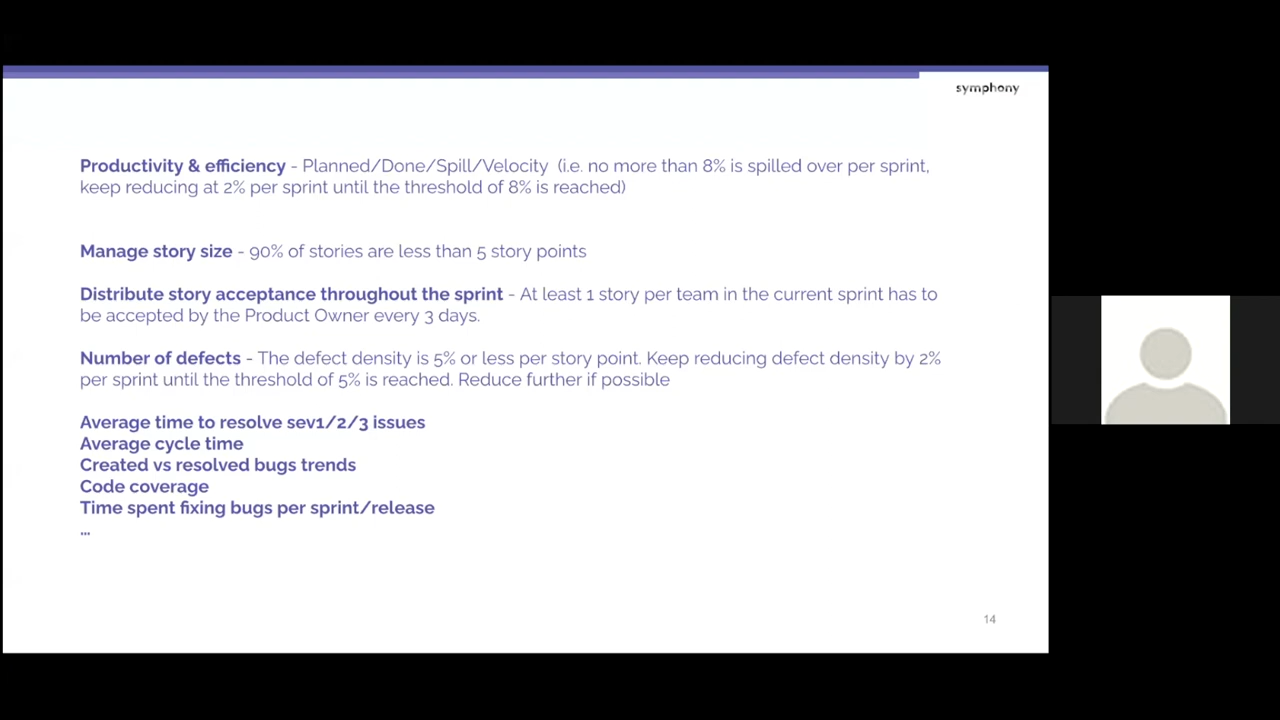 symphony
Productivity & efficiency - Planned/Done/Spill/Velocity (i.e. no more than 8% is spilled over per sprint,
keep reducing at 2% per sprint until the threshold of 8% is reached)
Manage story size - 90% of stories are less than 5 story points
Distribute story acceptance throughout the sprint - At least 1 story per team in the current sprint has to
be accepted by the Product Owner every 3 days.
Number of defects - The defect density is 5% or less per story point. Keep reducing defect density by 2%
per sprint until the threshold of 5% is reached. Reduce further if possible
Average time to resolve sev1/2/3 issues
Average cycle time
Created vs resolved bugs trends
Code coverage
Time spent fixing bugs per sprint/release
...
14